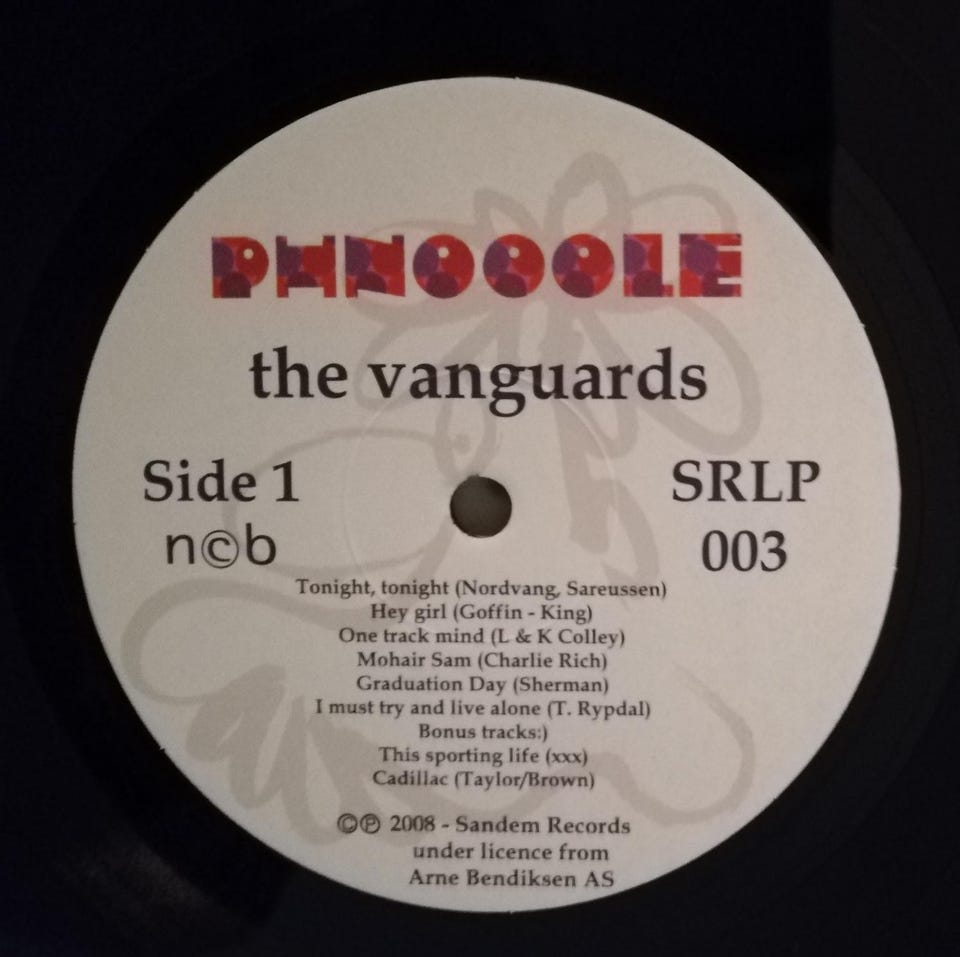 PHNOOOLE
the vanguards
Side 1
n©b
SRLP
003
Tonight, tonight (Nordvang, Sareussen)
Hey girl (Goffin - King)
One track mind (L & K Colley)
Mohair Sam (Charlie Rich)
Graduation Day (Sherman)
I must try and live alone (T. Rypdal)
Bonus tracks:)
This sporting life (xxx)
Cadillac (Taylor/Brown)
©℗ 2008 - Sandem Records
under licence from
Arne Bendiksen AS